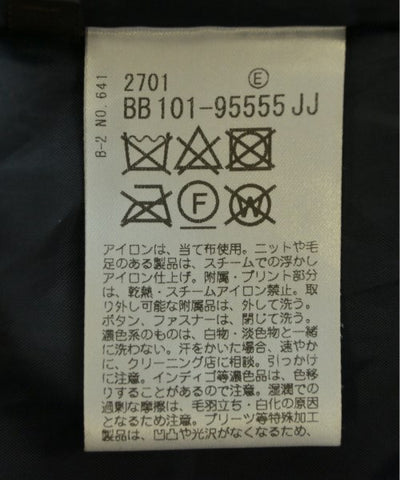 2701 Ⓔ
BB 101-95555 JJ
B-2 NO. 641
F W
アイロンは、当て布使用。ニットや毛
足のある製品は、スチームでの浮かし
アイロン仕上げ。附属・プリント部分
は、乾熱・スチームアイロン禁止。取
り外し可能な附属品は、外して洗う。
ボタン、ファスナーは、閉じて洗う。
濃色系のものは、白物・淡色物と一緒
に洗わない。汗をかいた場合、速やか
に、クリーニング店に相談。引っかけ
に注意。インディゴ等濃色品は、色移
りすることがあるので注意。湿潤での
過剰な摩擦は、毛羽立ち・白化の原因
となるため注意。プリーツ等特殊加工
製品は、凹凸や光沢がなくなるため、